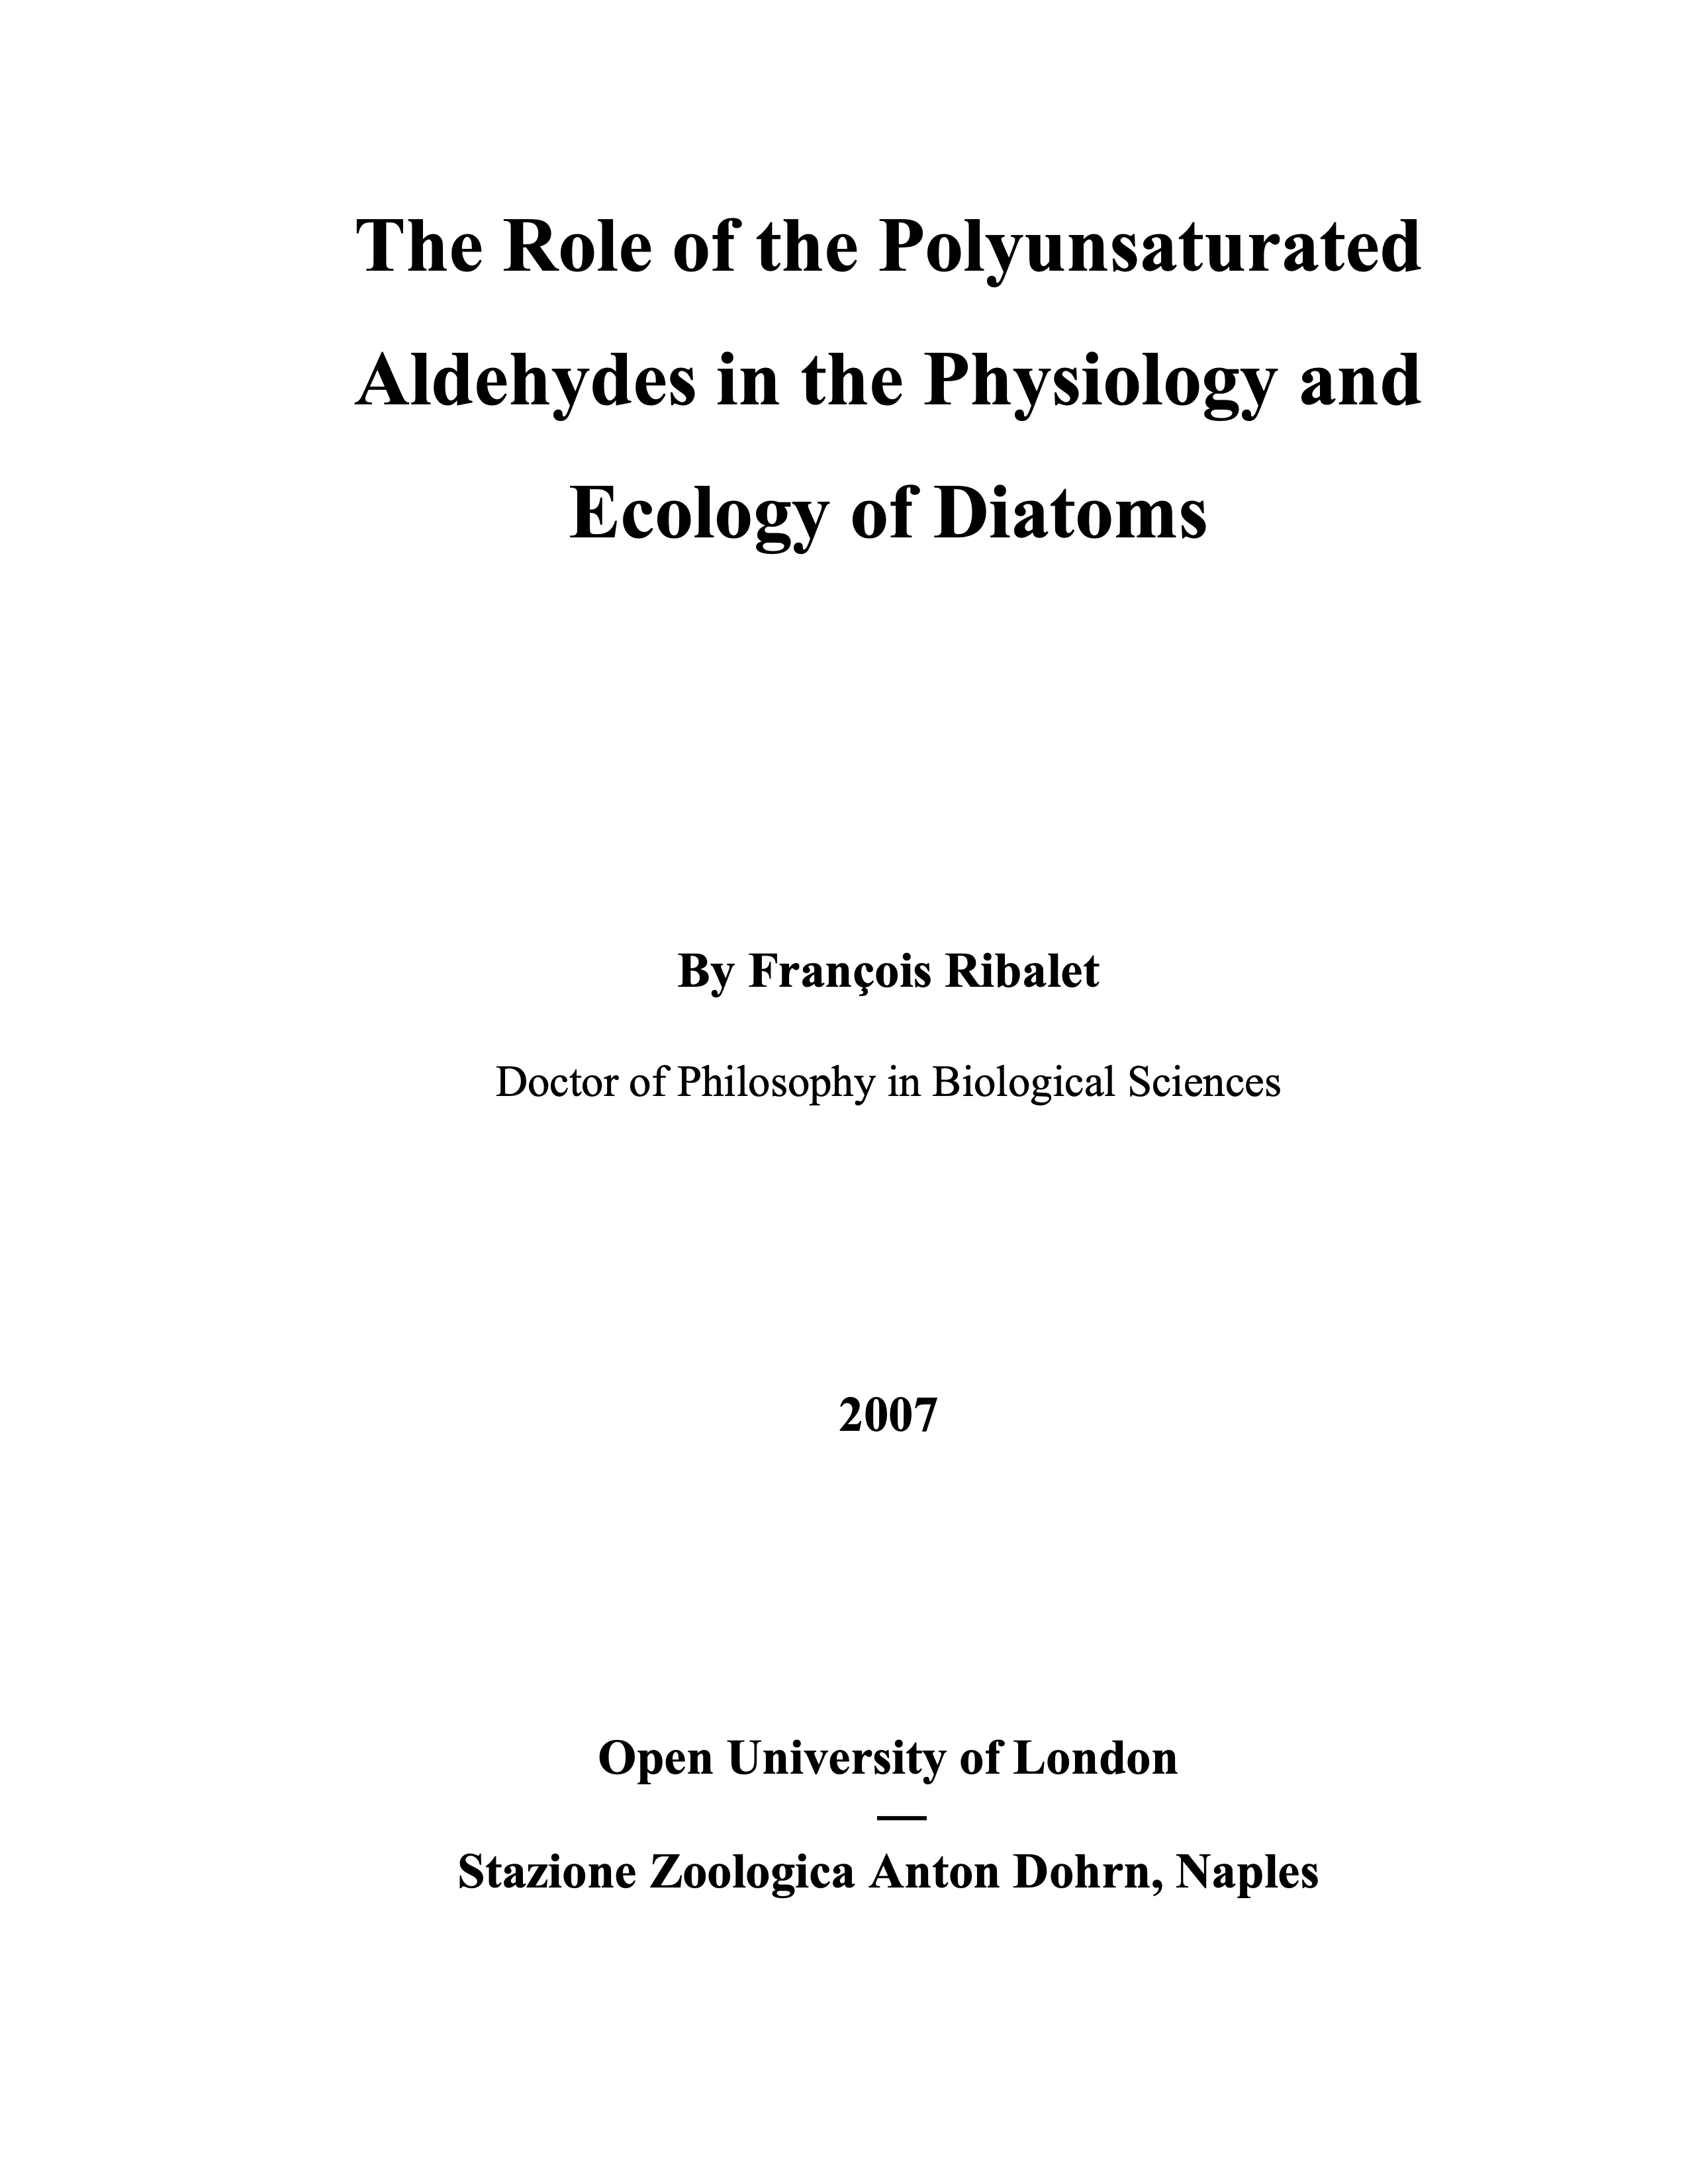 The Role of the Polyunsaturated
Aldehydes in the Physiology and
Ecology of Diatoms
By François Ribalet
Doctor of Philosophy in Biological Sciences
2007
Open University of London
—
Stazione Zoologica Anton Dohrn, Naples